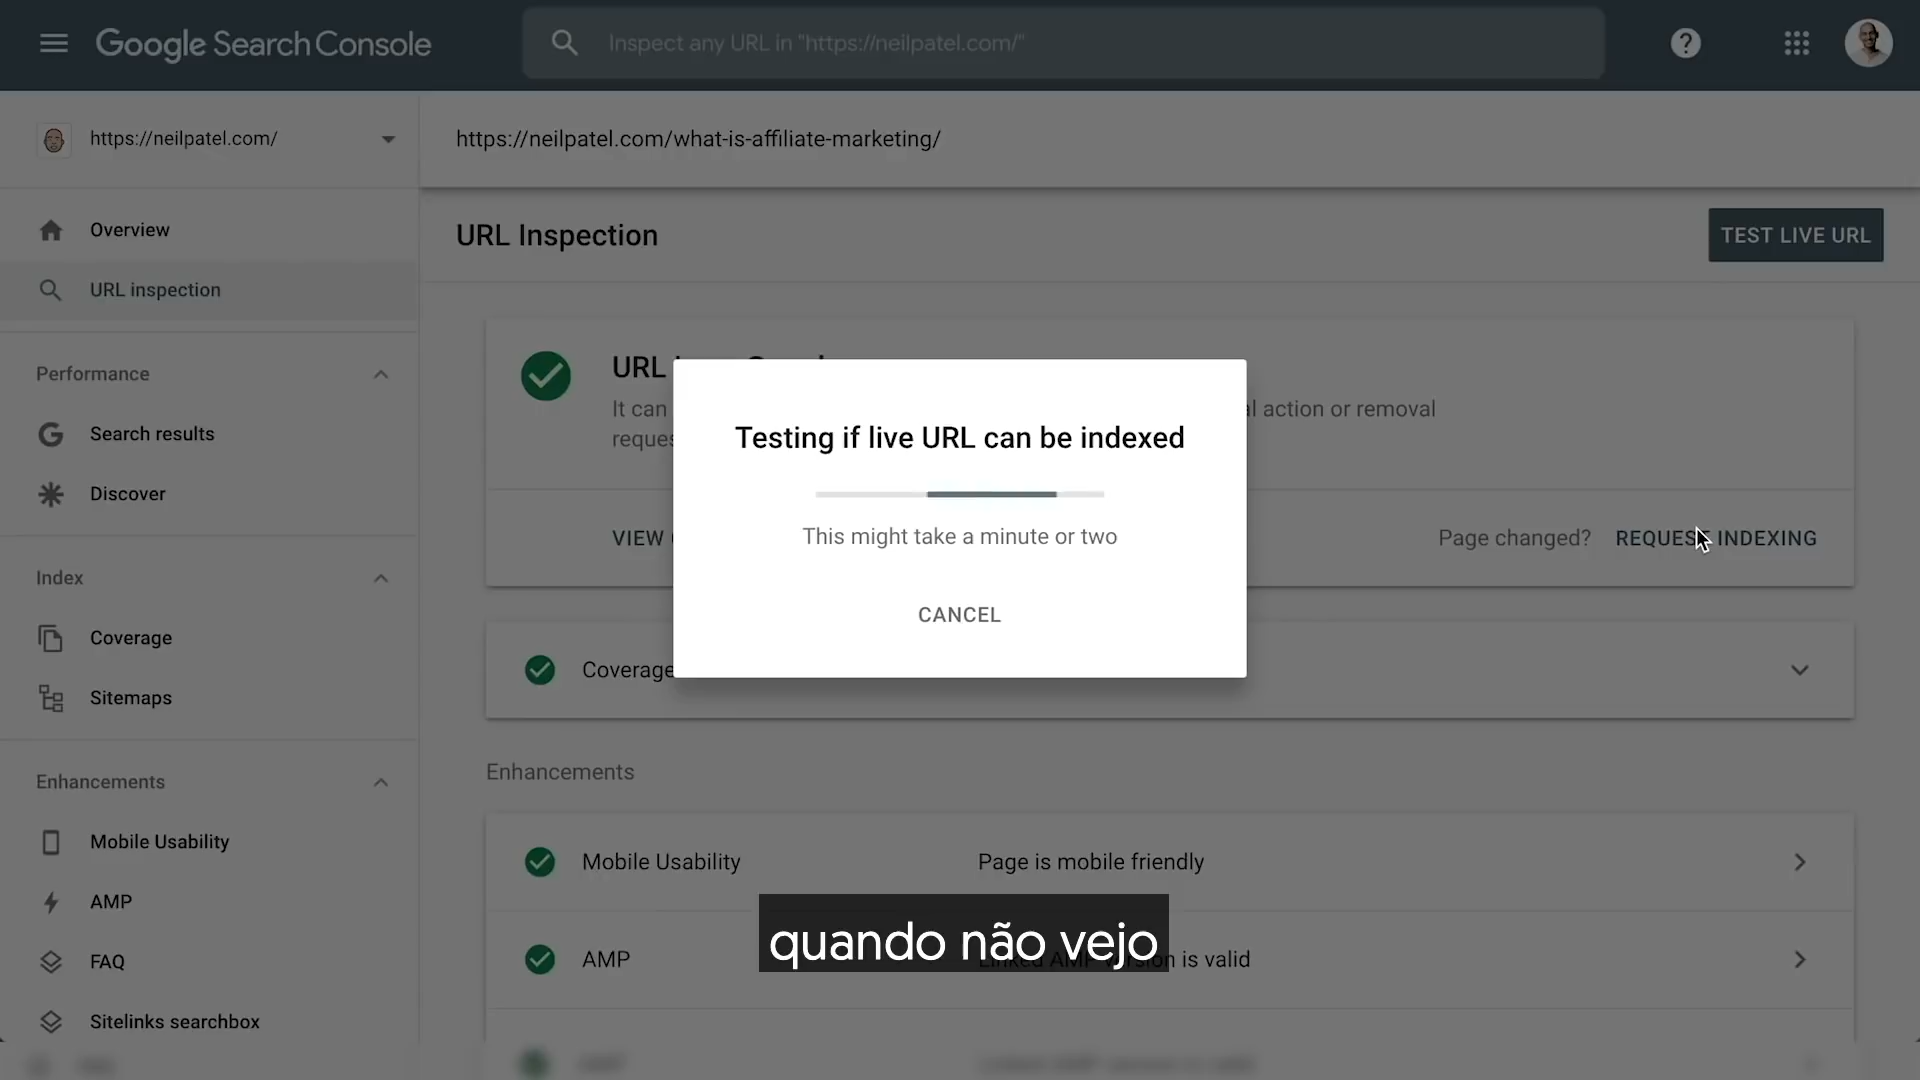 Google Search Console
Inspect any URL in "https://neilpatel.com/"
https://neilpatel.com/
https://neilpatel.com/what-is-affiliate-marketing/
Overview
URL inspection
Performance
Search results
Discover
Index
Coverage
Sitemaps
Enhancements
Mobile Usability
AMP
FAQ
Sitelinks searchbox
URL Inspection
TEST LIVE URL
URL
It can
l action or removal
reques
VIEW
Page changed? REQUEST INDEXING
Testing if live URL can be indexed
This might take a minute or two
CANCEL
Coverage
Enhancements
Mobile Usability Page is mobile friendly
AMP Linked AMP version is valid
quando não vejo